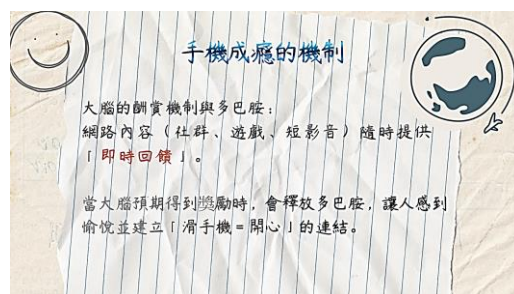 手機成癮的機制
大腦的酬賞機制與多巴胺：
網路內容（社群、遊戲、短影音）隨時提供
「即時回饋」。
當大腦預期得到獎勵時，會釋放多巴胺，讓人感到
愉悅並建立「滑手機=開心」的連結。